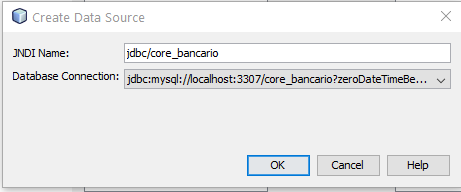 Create Data Source
JNDI Name: jdbc/core_bancario
Database Connection: jdbc:mysql://localhost:3307/core_bancario?zeroDateTimeBe...
OK Cancel Help